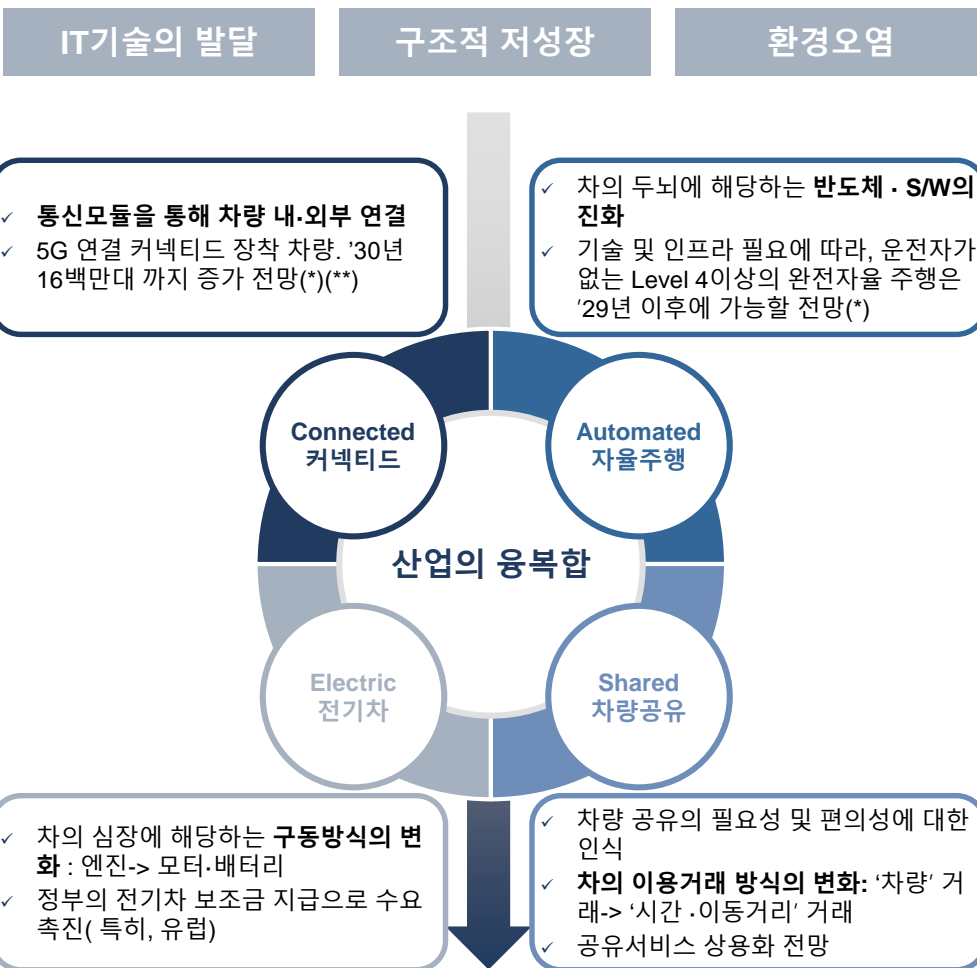 IT기술의 발달
구조적 저성장
환경오염
✓ 통신모듈을 통해 차량 내·외부 연결
✓ 5G 연결 커넥티드 장착 차량. ’30년
16백만대 까지 증가 전망(*)(**)
✓ 차의 두뇌에 해당하는 반도체 · S/W의
진화
✓ 기술 및 인프라 필요에 따라, 운전자가
없는 Level 4이상의 완전자율 주행은
’29년 이후에 가능할 전망(*)
Connected
커넥티드
Automated
자율주행
산업의 융복합
Electric
전기차
Shared
차량공유
✓ 차의 심장에 해당하는 구동방식의 변
화 : 엔진-> 모터·배터리
✓ 정부의 전기차 보조금 지급으로 수요
촉진( 특히, 유럽)
✓ 차량 공유의 필요성 및 편의성에 대한
인식
✓ 차의 이용거래 방식의 변화: ‘차량’ 거
래-> ‘시간 ·이동거리’ 거래
✓ 공유서비스 상용화 전망